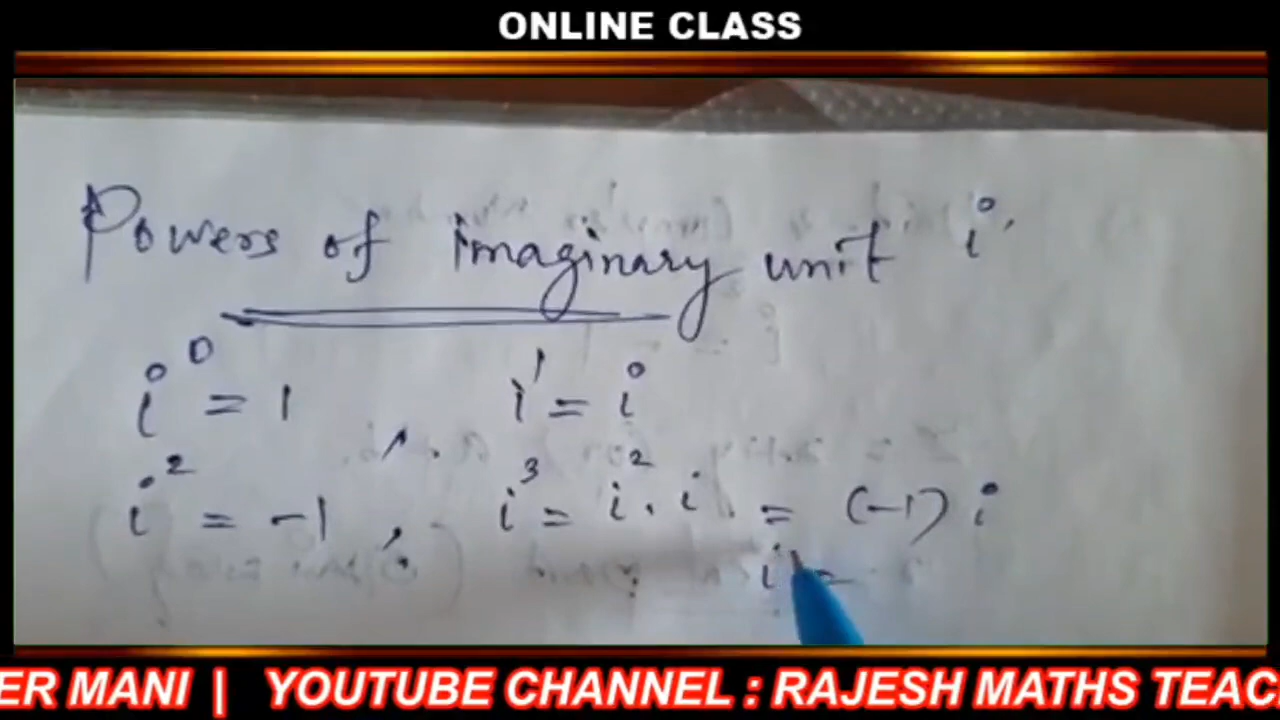 ONLINE CLASS
Powers of imaginary unit i.
i⁰ = 1 , i¹ = i
i² = -1 , i³ = i² . i = (-1) i
ER MANI | YOUTUBE CHANNEL : RAJESH MATHS TEAC